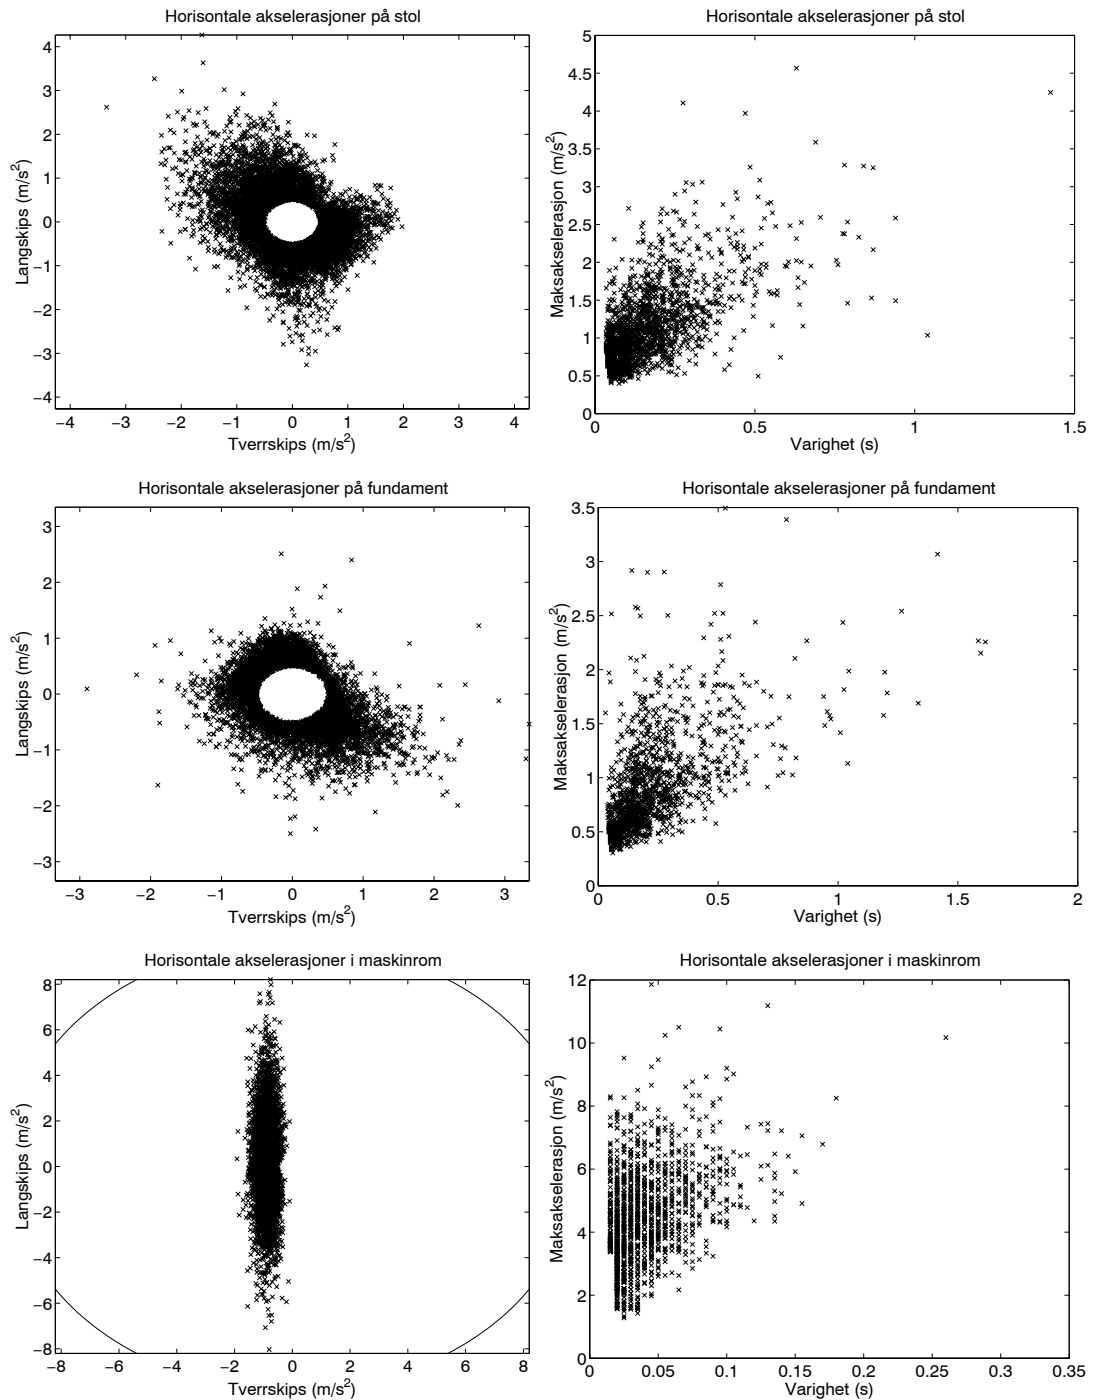 Horisontale akselerasjoner på stol
4
3
2
1
0
−1
−2
−3
−4
Langskips (m/s²)
−4 −3 −2 −1 0 1 2 3 4
Tverrskips (m/s²)
Horisontale akselerasjoner på stol
5
4.5
4
3.5
3
2.5
2
1.5
1
0.5
0
Maksakselerasjon (m/s²)
0 0.5 1 1.5
Varighet (s)
Horisontale akselerasjoner på fundament
3
2
1
0
−1
−2
−3
Langskips (m/s²)
−3 −2 −1 0 1 2 3
Tverrskips (m/s²)
Horisontale akselerasjoner på fundament
3.5
3
2.5
2
1.5
1
0.5
0
Maksakselerasjon (m/s²)
0 0.5 1 1.5 2
Varighet (s)
Horisontale akselerasjoner i maskinrom
8
6
4
2
0
−2
−4
−6
−8
Langskips (m/s²)
−8 −6 −4 −2 0 2 4 6 8
Tverrskips (m/s²)
Horisontale akselerasjoner i maskinrom
12
10
8
6
4
2
0
Maksakselerasjon (m/s²)
0 0.05 0.1 0.15 0.2 0.25 0.3 0.35
Varighet (s)